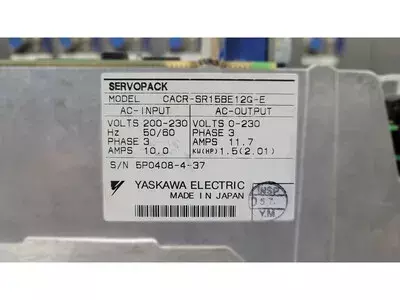 SERVOPACK
MODEL CACR-SR15BE12G-E
AC-INPUT AC-OUTPUT
VOLTS 200-230 VOLTS 0-230
Hz 50/60 PHASE 3
PHASE 3 AMPS 11.7
AMPS 10.0 KW(HP) 1.5(2.01)
S/N 5P0408-4-37
YASKAWA ELECTRIC
MADE IN JAPAN
INSP
Y.M